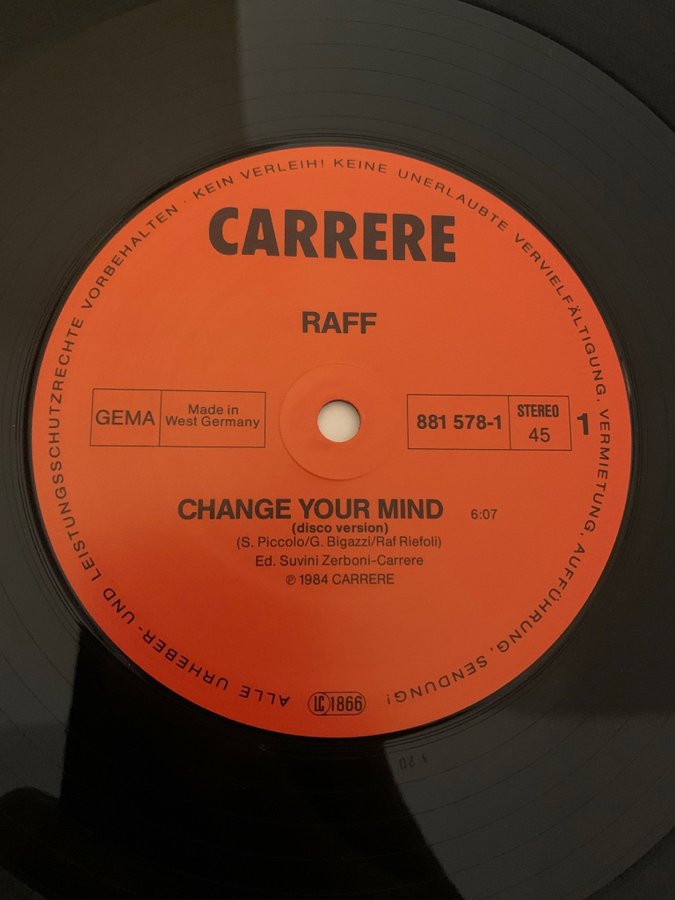 ALLE URHEBER- UND LEISTUNGSSCHUTZRECHTE VORBEHALTEN · KEIN VERLEIH! KEINE UNERLAUBTE VERVIELFÄLTIGUNG, VERMIETUNG, AUFFÜHRUNG, SENDUNG!
CARRERE
RAFF
GEMA
Made in
West Germany
881 578-1
STEREO
45
1
CHANGE YOUR MIND 6:07
(disco version)
(S. Piccolo/G. Bigazzi/Raf Riefoli)
Ed. Suvini Zerboni-Carrere
℗ 1984 CARRERE
LC 1866